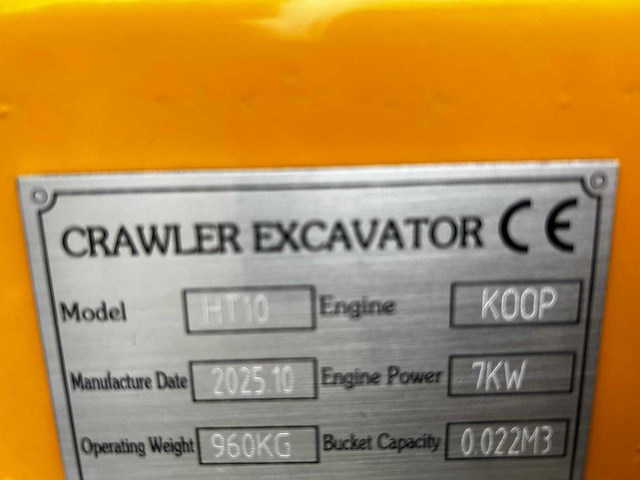 CRAWLER EXCAVATOR CE
Model HT10 Engine KOOP
Manufacture Date 2025.10 Engine Power 7KW
Operating Weight 960KG Bucket Capacity 0.022M3